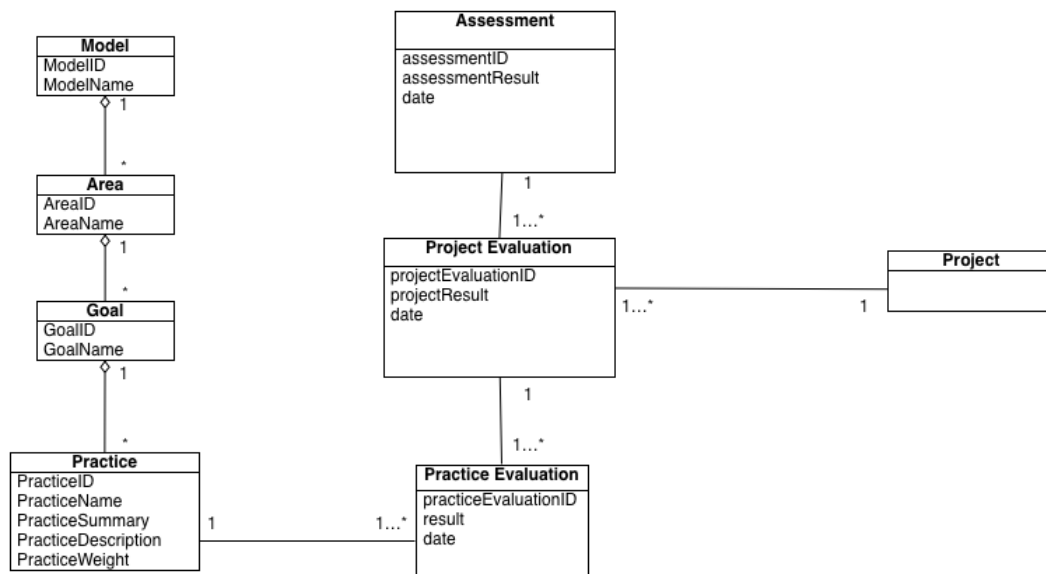 Model
ModelID
ModelName
1
*
Area
AreaID
AreaName
1
*
Goal
GoalID
GoalName
1
*
Practice
PracticeID
PracticeName
PracticeSummary
PracticeDescription
PracticeWeight
1
1...*
Assessment
assessmentID
assessmentResult
date
1
1...*
Project Evaluation
projectEvaluationID
projectResult
date
1...*
1
Project
1
1...*
Practice Evaluation
practiceEvaluationID
result
date